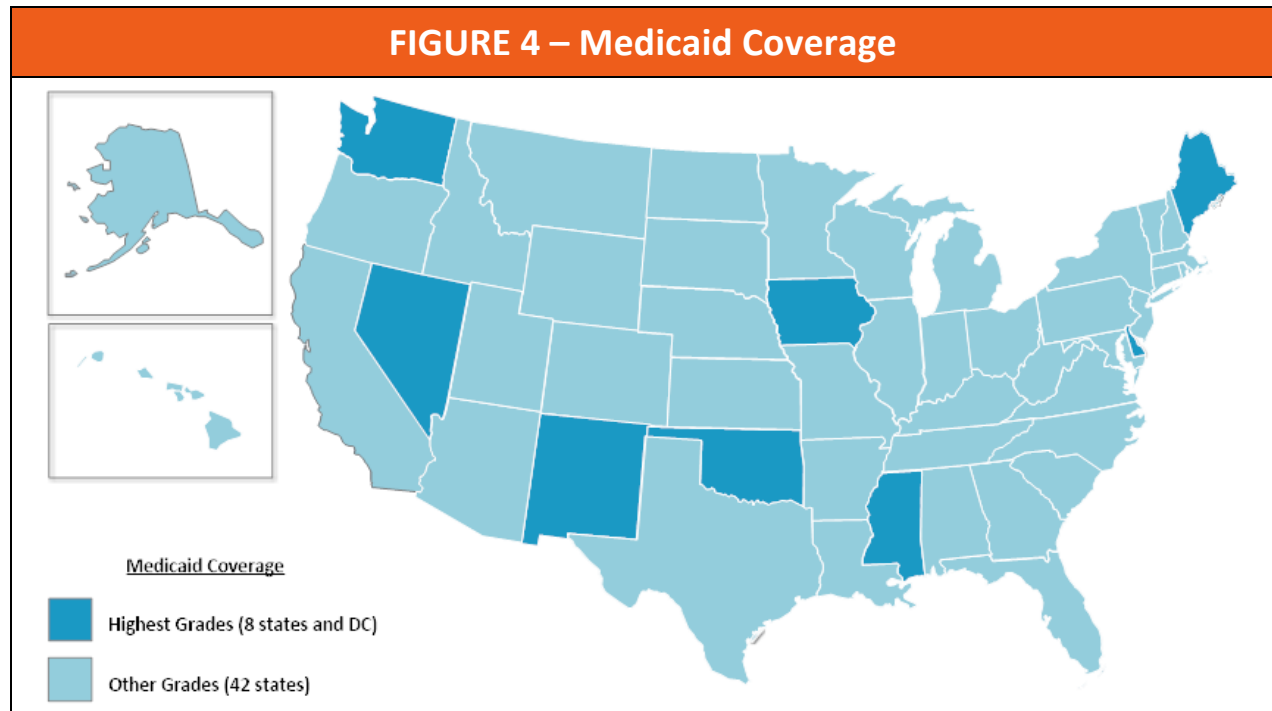 FIGURE 4 – Medicaid Coverage
Medicaid Coverage
Highest Grades (8 states and DC)
Other Grades (42 states)